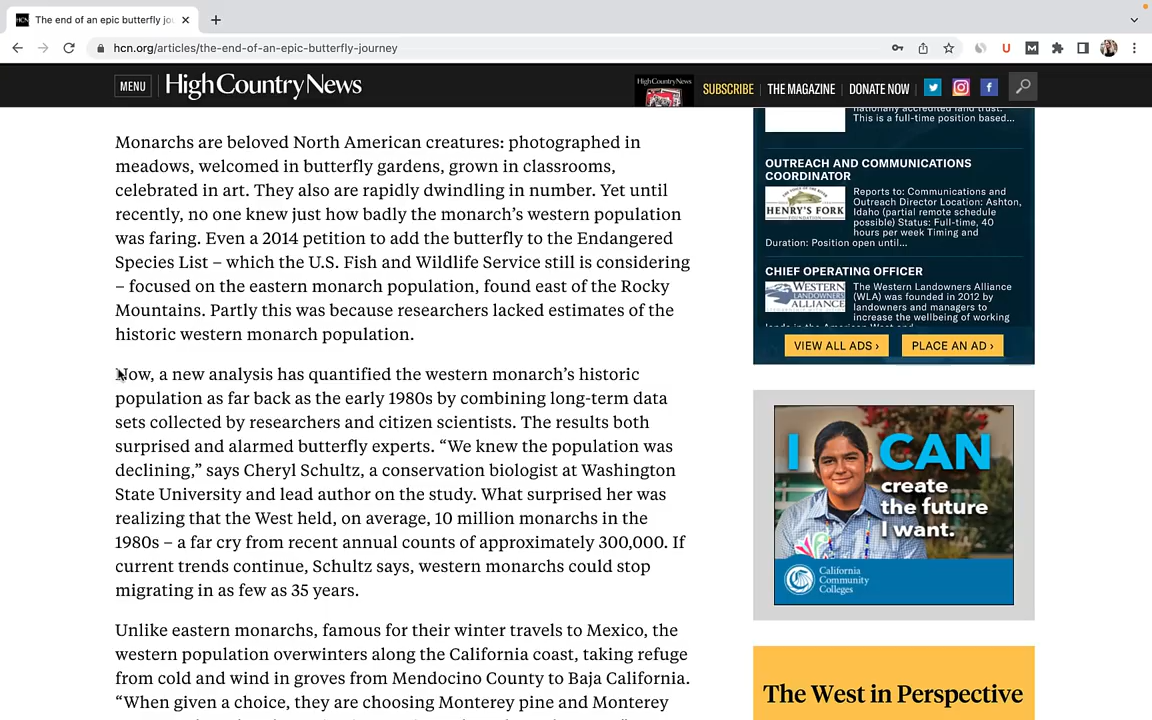 The end of an epic butterfly jo
hcn.org/articles/the-end-of-an-epic-butterfly-journey
MENU
High Country News
High Country News
SUBSCRIBE
THE MAGAZINE
DONATE NOW
Monarchs are beloved North American creatures: photographed in
meadows, welcomed in butterfly gardens, grown in classrooms,
celebrated in art. They also are rapidly dwindling in number. Yet until
recently, no one knew just how badly the monarch’s western population
was faring. Even a 2014 petition to add the butterfly to the Endangered
Species List – which the U.S. Fish and Wildlife Service still is considering
– focused on the eastern monarch population, found east of the Rocky
Mountains. Partly this was because researchers lacked estimates of the
historic western monarch population.
Now, a new analysis has quantified the western monarch’s historic
population as far back as the early 1980s by combining long-term data
sets collected by researchers and citizen scientists. The results both
surprised and alarmed butterfly experts. “We knew the population was
declining,” says Cheryl Schultz, a conservation biologist at Washington
State University and lead author on the study. What surprised her was
realizing that the West held, on average, 10 million monarchs in the
1980s – a far cry from recent annual counts of approximately 300,000. If
current trends continue, Schultz says, western monarchs could stop
migrating in as few as 35 years.
Unlike eastern monarchs, famous for their winter travels to Mexico, the
western population overwinters along the California coast, taking refuge
from cold and wind in groves from Mendocino County to Baja California.
“When given a choice, they are choosing Monterey pine and Monterey
nationally accredited land trust.
This is a full-time position based...
OUTREACH AND COMMUNICATIONS
COORDINATOR
HENRY'S FORK
FOUNDATION
Reports to: Communications and
Outreach Director Location: Ashton,
Idaho (partial remote schedule
possible) Status: Full-time, 40
hours per week Timing and
Duration: Position open until...
CHIEF OPERATING OFFICER
WESTERN
LANDOWNERS
ALLIANCE
The Western Landowners Alliance
(WLA) was founded in 2012 by
landowners and managers to
increase the wellbeing of working
lands in the American West and
VIEW ALL ADS ›
PLACE AN AD ›
I CAN
create
the future
I want.
California
Community
Colleges
The West in Perspective